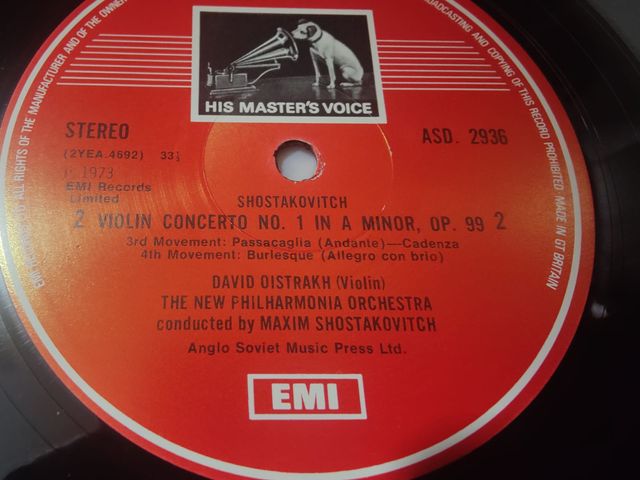 THE MANUFACTURER AND OF THE OWNER
BROADCASTING AND COPYING OF THIS RECORD PROHIBITED. MADE IN GT BRITAIN
ALL RIGHTS OF THE
HIS MASTER'S VOICE
STEREO
ASD. 2936
(2YEA.4692) 33⅓
℗ 1973
EMI Records
Limited
SHOSTAKOVITCH
2 VIOLIN CONCERTO NO. 1 IN A MINOR, OP. 99 2
3rd Movement: Passacaglia (Andante)—Cadenza
4th Movement: Burlesque (Allegro con brio)
DAVID OISTRAKH (Violin)
THE NEW PHILHARMONIA ORCHESTRA
conducted by MAXIM SHOSTAKOVITCH
Anglo Soviet Music Press Ltd.
EMI